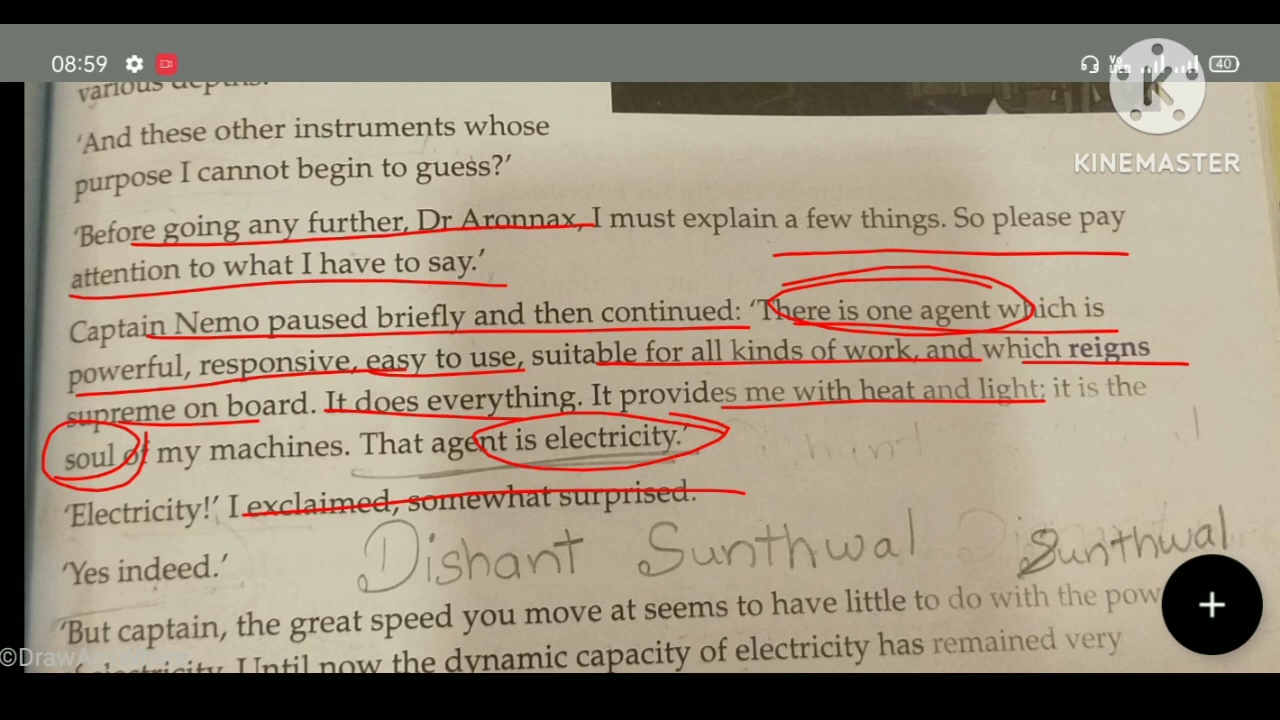 08:59
40
KINEMASTER
various depths.
'And these other instruments whose
purpose I cannot begin to guess?'
'Before going any further, Dr Aronnax, I must explain a few things. So please pay
attention to what I have to say.'
Captain Nemo paused briefly and then continued: 'There is one agent which is
powerful, responsive, easy to use, suitable for all kinds of work, and which reigns
supreme on board. It does everything. It provides me with heat and light; it is the
soul of my machines. That agent is electricity.'
'Electricity!' I exclaimed, somewhat surprised.
'Yes indeed.'
Dishant Sunthwal Sunthwal
'But captain, the great speed you move at seems to have little to do with the pow
electricity. Until now the dynamic capacity of electricity has remained very